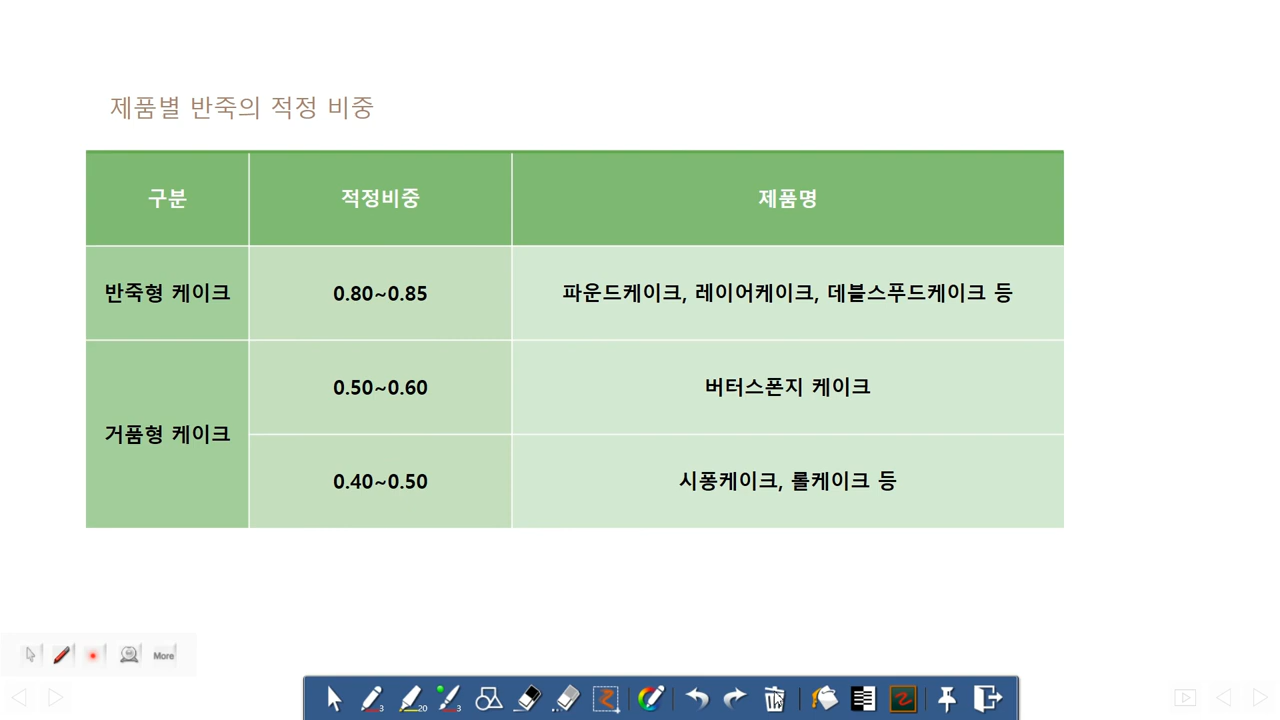 제품별 반죽의 적정 비중
구분 적정비중 제품명
반죽형 케이크 0.80~0.85 파운드케이크, 레이어케이크, 데블스푸드케이크 등
거품형 케이크 0.50~0.60 버터스폰지 케이크
0.40~0.50 시퐁케이크, 롤케이크 등
More
3 20 3